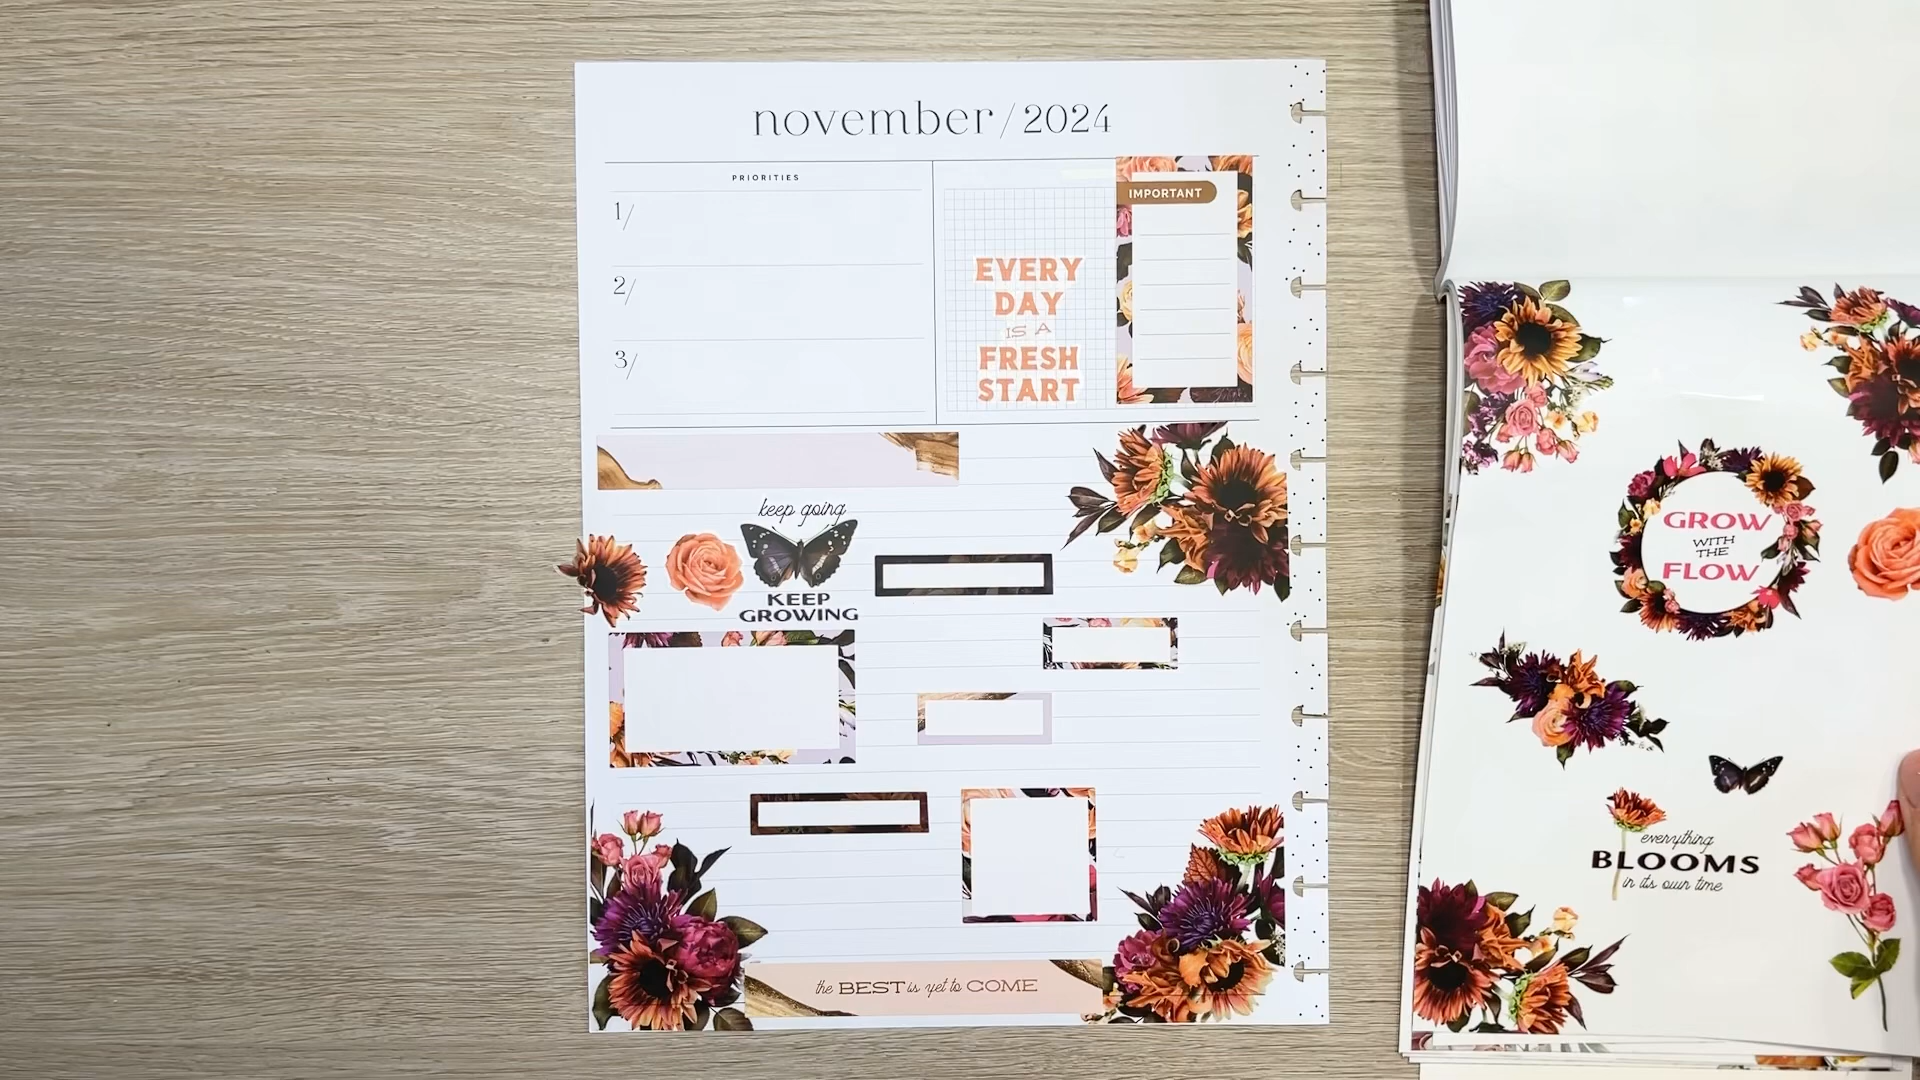 november/2024
PRIORITIES
1/
2/
3/
IMPORTANT
EVERY
DAY
IS A
FRESH
START
keep going
KEEP
GROWING
the BEST is yet to COME
GROW
WITH
THE
FLOW
everything
BLOOMS
in its own time